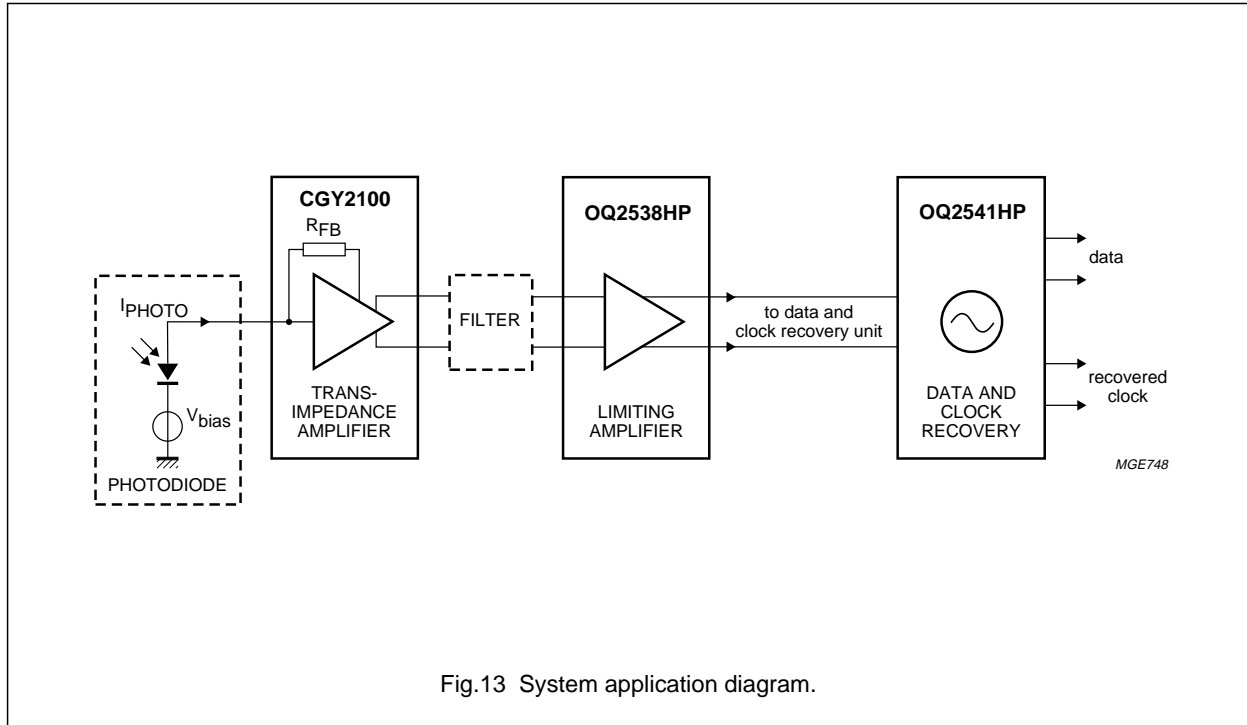 CGY2100
RFB
TRANS-
IMPEDANCE
AMPLIFIER
IPHOTO
Vbias
PHOTODIODE
FILTER
OQ2538HP
LIMITING
AMPLIFIER
to data and
clock recovery unit
OQ2541HP
DATA AND
CLOCK
RECOVERY
data
recovered
clock
MGE748
Fig.13 System application diagram.